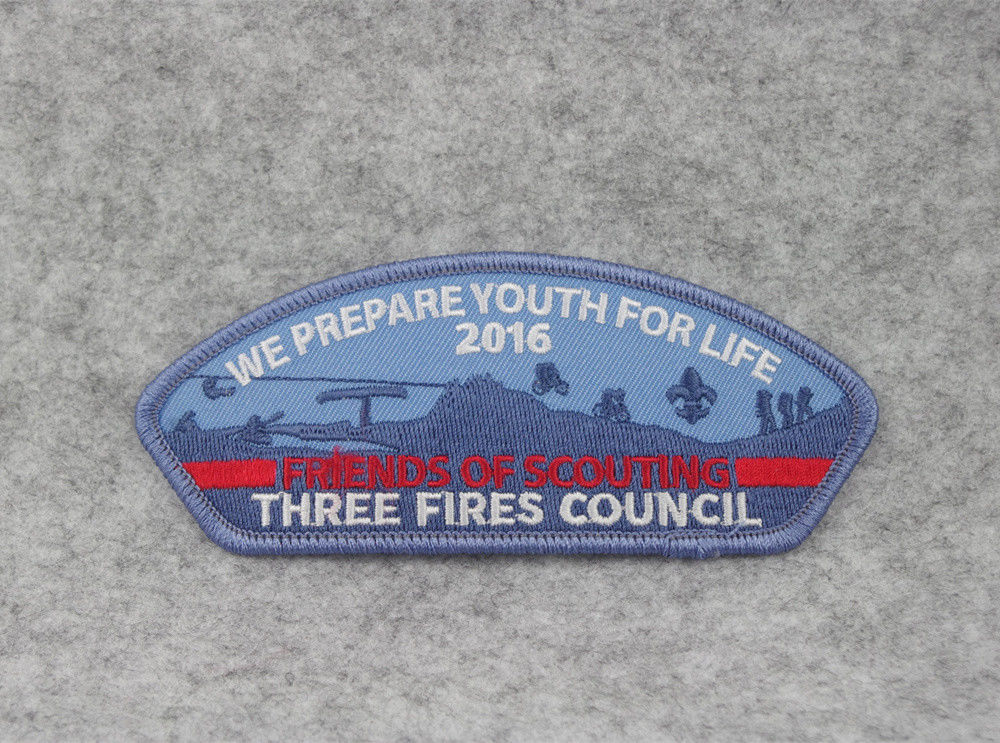 WE PREPARE YOUTH FOR LIFE
2016
FRIENDS OF SCOUTING
THREE FIRES COUNCIL